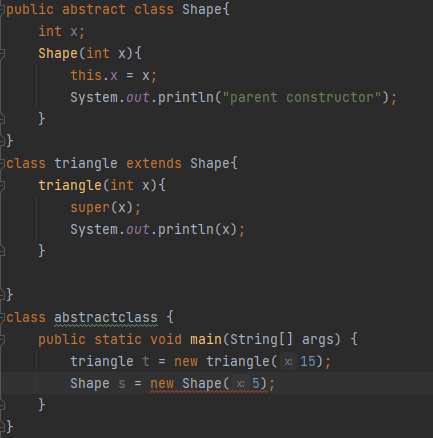 public abstract class Shape{
    int x;
    Shape(int x){
        this.x = x;
        System.out.println("parent constructor");
    }
}
class triangle extends Shape{
    triangle(int x){
        super(x);
        System.out.println(x);
    }

}
class abstractclass {
    public static void main(String[] args) {
        triangle t = new triangle( x: 15);
        Shape s = new Shape( x: 5);
    }
}